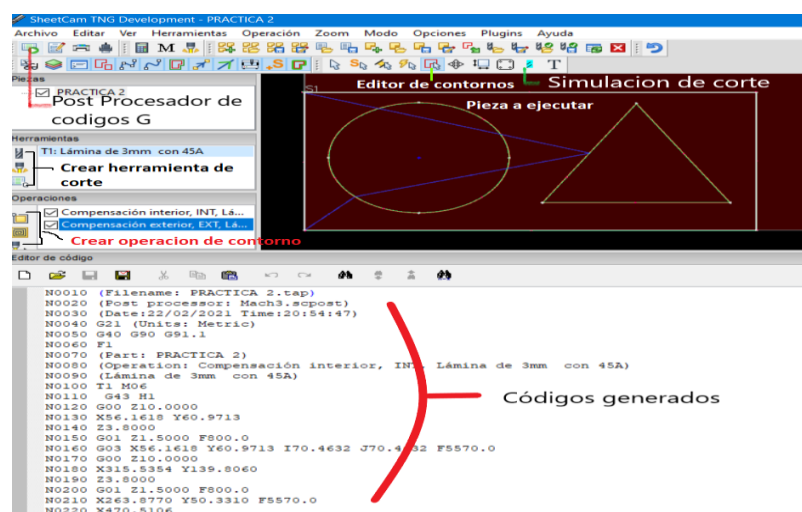 SheetCam TNG Development - PRACTICA 2
Archivo Editar Ver Herramientas Operación Zoom Modo Opciones Plugins Ayuda
Piezas
PRACTICA 2
Post Procesador de
codigos G
Herramientas
T1: Lámina de 3mm con 45A
Crear herramienta de
corte
Operaciones
Compensación interior, INT, Lá...
Compensación exterior, EXT, Lá...
Crear operacion de contorno
S1
Editor de contornos
Simulacion de corte
Pieza a ejecutar
Editor de código
N0010 (Filename: PRACTICA 2.tap)
N0020 (Post processor: Mach3.scpost)
N0030 (Date:22/02/2021 Time:20:54:47)
N0040 G21 (Units: Metric)
N0050 G40 G90 G91.1
N0060 F1
N0070 (Part: PRACTICA 2)
N0080 (Operation: Compensación interior, INT, Lámina de 3mm con 45A)
N0090 (Lámina de 3mm con 45A)
N0100 T1 M06
N0110 G43 H1
N0120 G00 Z10.0000
N0130 X56.1618 Y60.9713
N0140 Z3.8000
N0150 G01 Z1.5000 F800.0
N0160 G03 X56.1618 Y60.9713 I70.4632 F5570.0
N0170 G00 Z10.0000
N0180 X315.5354 Y139.8060
N0190 Z3.8000
N0200 G01 Z1.5000 F800.0
N0210 X263.8770 Y50.3310 F5570.0
N0220 X470.5106
Códigos generados